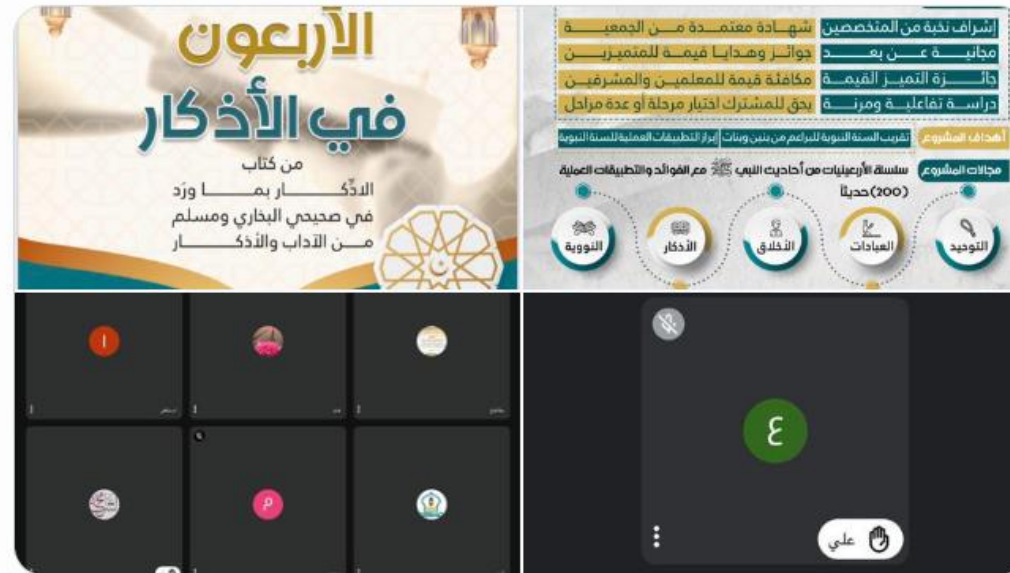 الأربعون
في الأذكار
من كتاب
الادِّكار بما ورَد
في صحيحي البخاري ومسلم
من الآداب والأذكار
إشراف نخبة من المتخصصين شهادة معتمدة من الجمعية
مجانية عن بعد جوائز وهدايا قيمة للمتميزين
جائزة التميز القيمة مكافئة قيمة للمعلمين والمشرفين
دراسة تفاعلية ومرنة يحق للمشترك اختيار مرحلة أو عدة مراحل
أهداف المشروع تقريب السنة النبوية للبراعم من بنين وبنات إبراز التطبيقات العملية للسنة النبوية
مجالات المشروع سلسلة الأربعينيات من أحاديث النبي ﷺ مع الفوائد والتطبيقات العملية
(200) حديثاً
التوحيد العبادات الأخلاق الأذكار النووية
ا
م
ع
علي